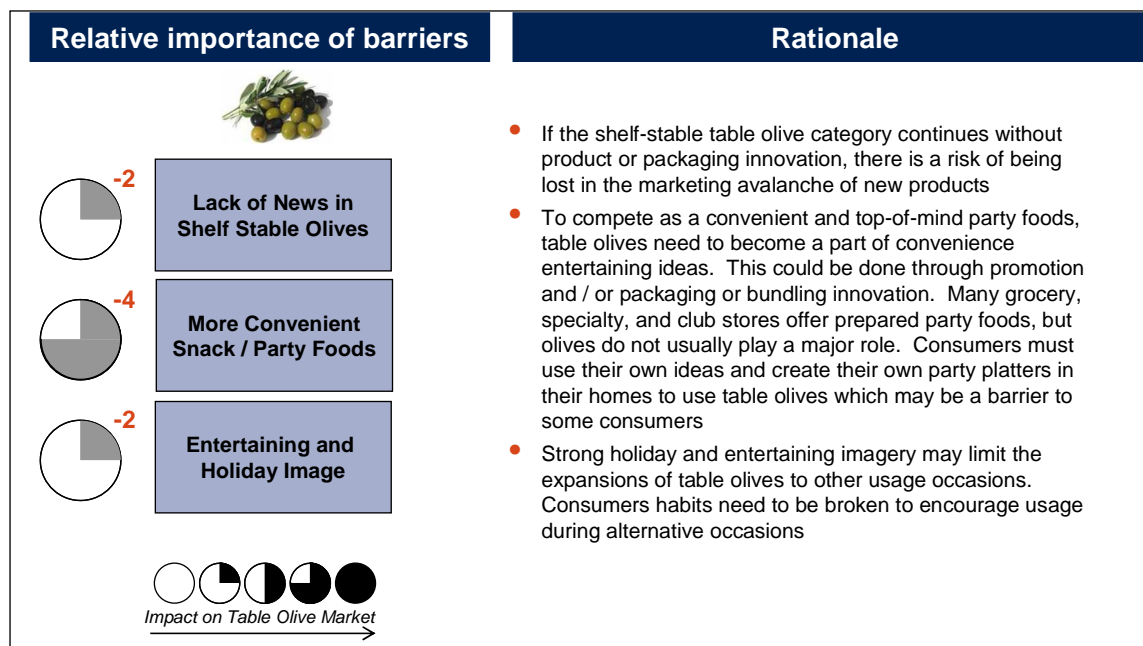 Relative importance of barriers
Rationale
-2
Lack of News in
Shelf Stable Olives
-4
More Convenient
Snack / Party Foods
-2
Entertaining and
Holiday Image
Impact on Table Olive Market
• If the shelf-stable table olive category continues without
product or packaging innovation, there is a risk of being
lost in the marketing avalanche of new products
• To compete as a convenient and top-of-mind party foods,
table olives need to become a part of convenience
entertaining ideas.  This could be done through promotion
and / or packaging or bundling innovation.  Many grocery,
specialty, and club stores offer prepared party foods, but
olives do not usually play a major role.  Consumers must
use their own ideas and create their own party platters in
their homes to use table olives which may be a barrier to
some consumers
• Strong holiday and entertaining imagery may limit the
expansions of table olives to other usage occasions.
Consumers habits need to be broken to encourage usage
during alternative occasions